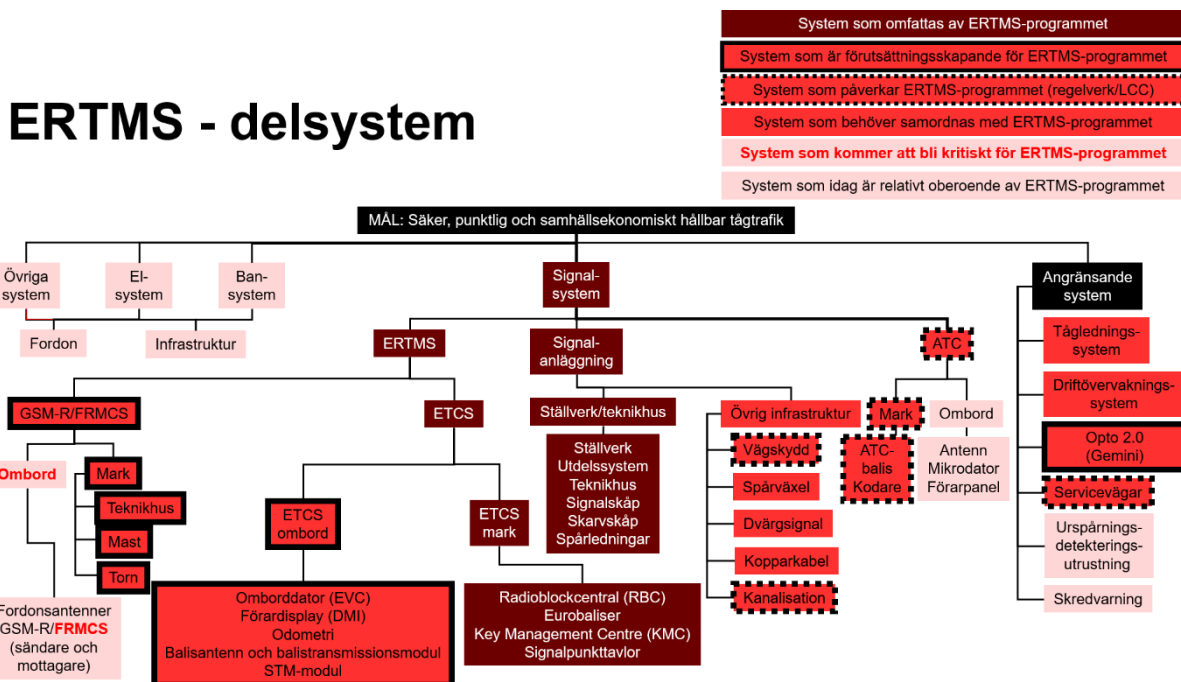 System som omfattas av ERTMS-programmet
System som är förutsättningsskapande för ERTMS-programmet
System som påverkar ERTMS-programmet (regelverk/LCC)
System som behöver samordnas med ERTMS-programmet
System som kommer att bli kritiskt för ERTMS-programmet
System som idag är relativt oberoende av ERTMS-programmet
ERTMS - delsystem
MÅL: Säker, punktlig och samhällsekonomiskt hållbar tågtrafik
Övriga
system
El-
system
Ban-
system
Fordon
Infrastruktur
Signal-
system
Angränsande
system
ERTMS
Signal-
anläggning
ATC
GSM-R/FRMCS
ETCS
Ombord
Mark
Teknikhus
Mast
Torn
Fordonsantenner
GSM-R/FRMCS
(sändare och
mottagare)
ETCS
ombord
Omborddator (EVC)
Förardisplay (DMI)
Odometri
Balisantenn och balistransmissionsmodul
STM-modul
ETCS
mark
Radioblockcentral (RBC)
Eurobaliser
Key Management Centre (KMC)
Signalpunkttavlor
Ställverk/teknikhus
Ställverk
Utdelssystem
Teknikhus
Signalskåp
Skarvskåp
Spårledningar
Övrig infrastruktur
Vägskydd
Spårväxel
Dvärgsignal
Kopparkabel
Kanalisation
Mark
ATC-
balis
Kodare
Ombord
Antenn
Mikrodator
Förarpanel
Tåglednings-
system
Driftövervaknings-
system
Opto 2.0
(Gemini)
Servicevägar
Urspårnings-
detekterings-
utrustning
Skredvarning